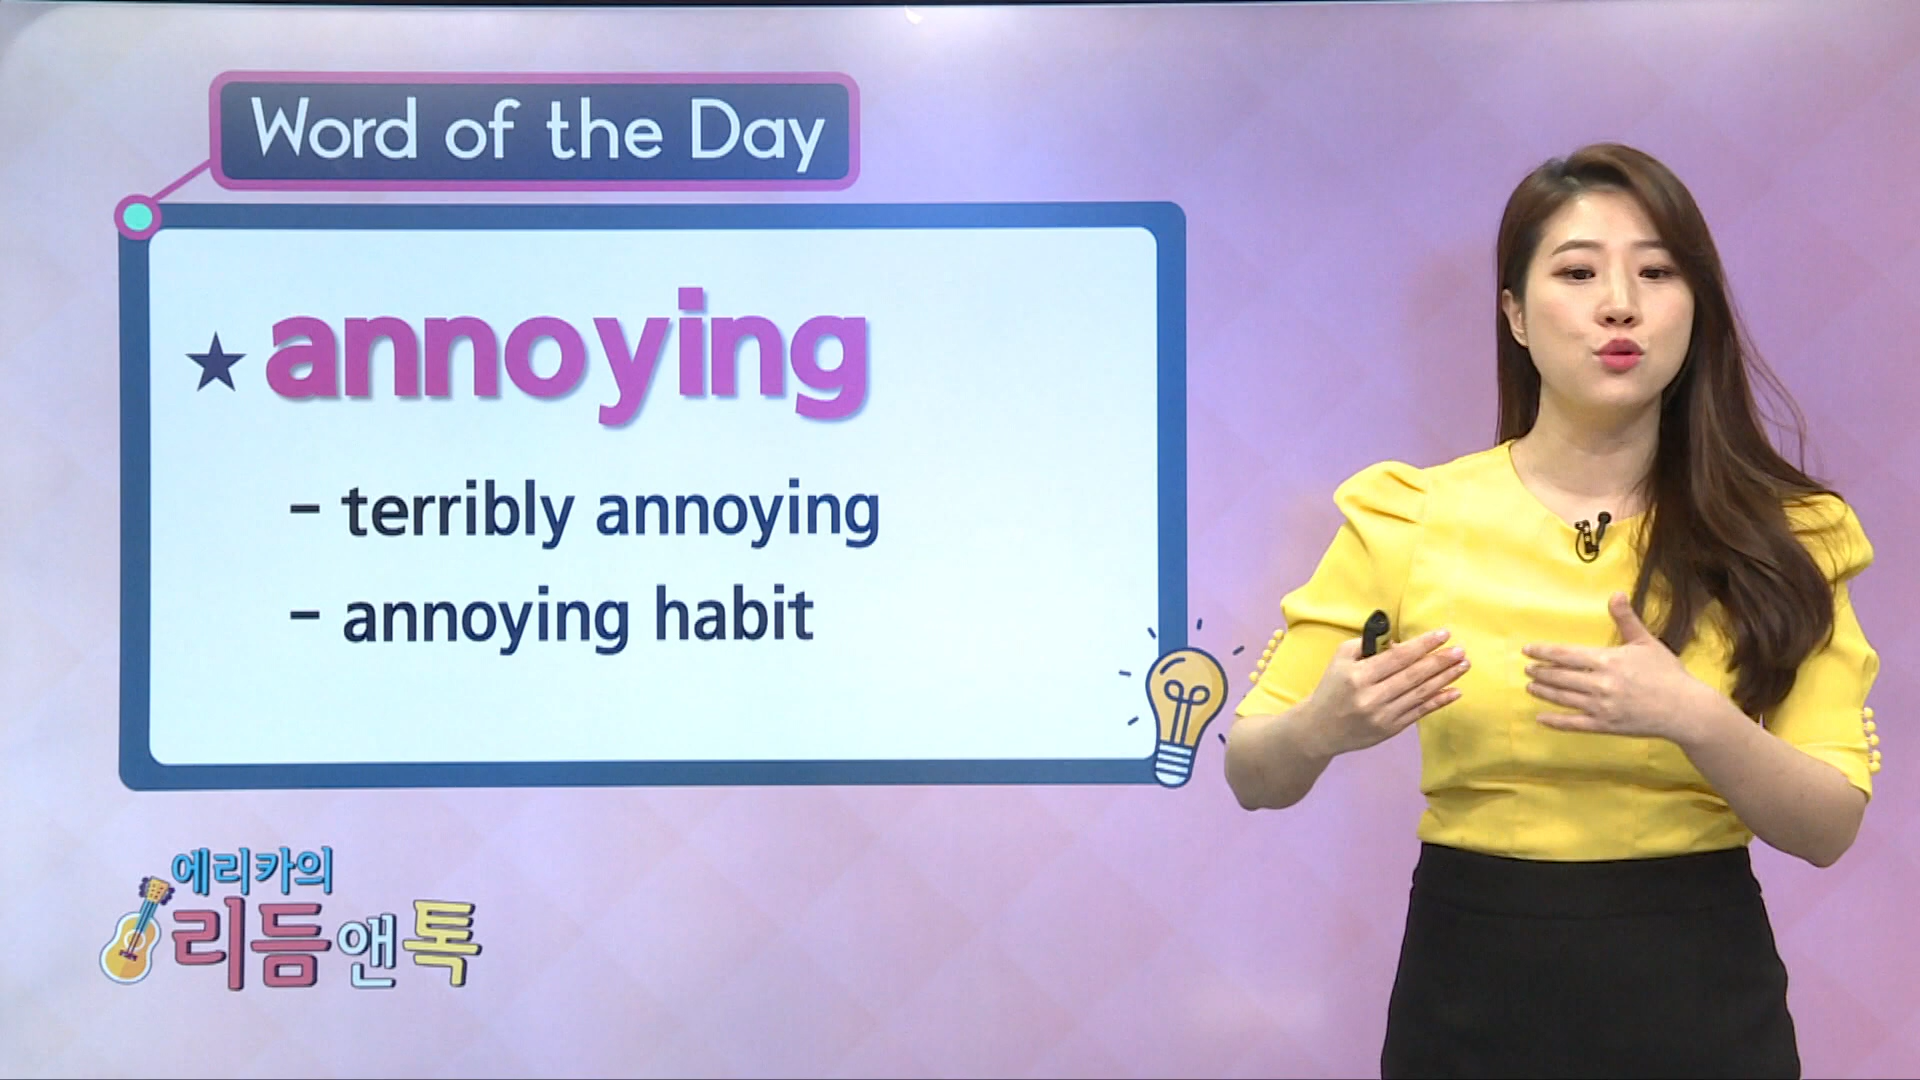 Word of the Day
★ annoying
- terribly annoying
- annoying habit
에리카의
리듬앤톡